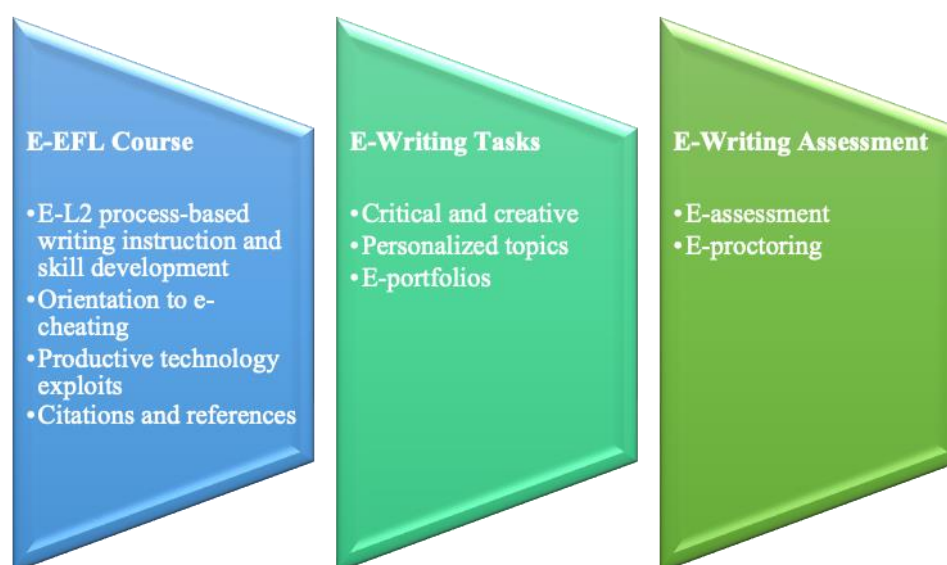 E-EFL Course
•E-L2 process-based
writing instruction and
skill development
•Orientation to e-
cheating
•Productive technology
exploits
•Citations and references
E-Writing Tasks
•Critical and creative
•Personalized topics
•E-portfolios
E-Writing Assessment
•E-assessment
•E-proctoring